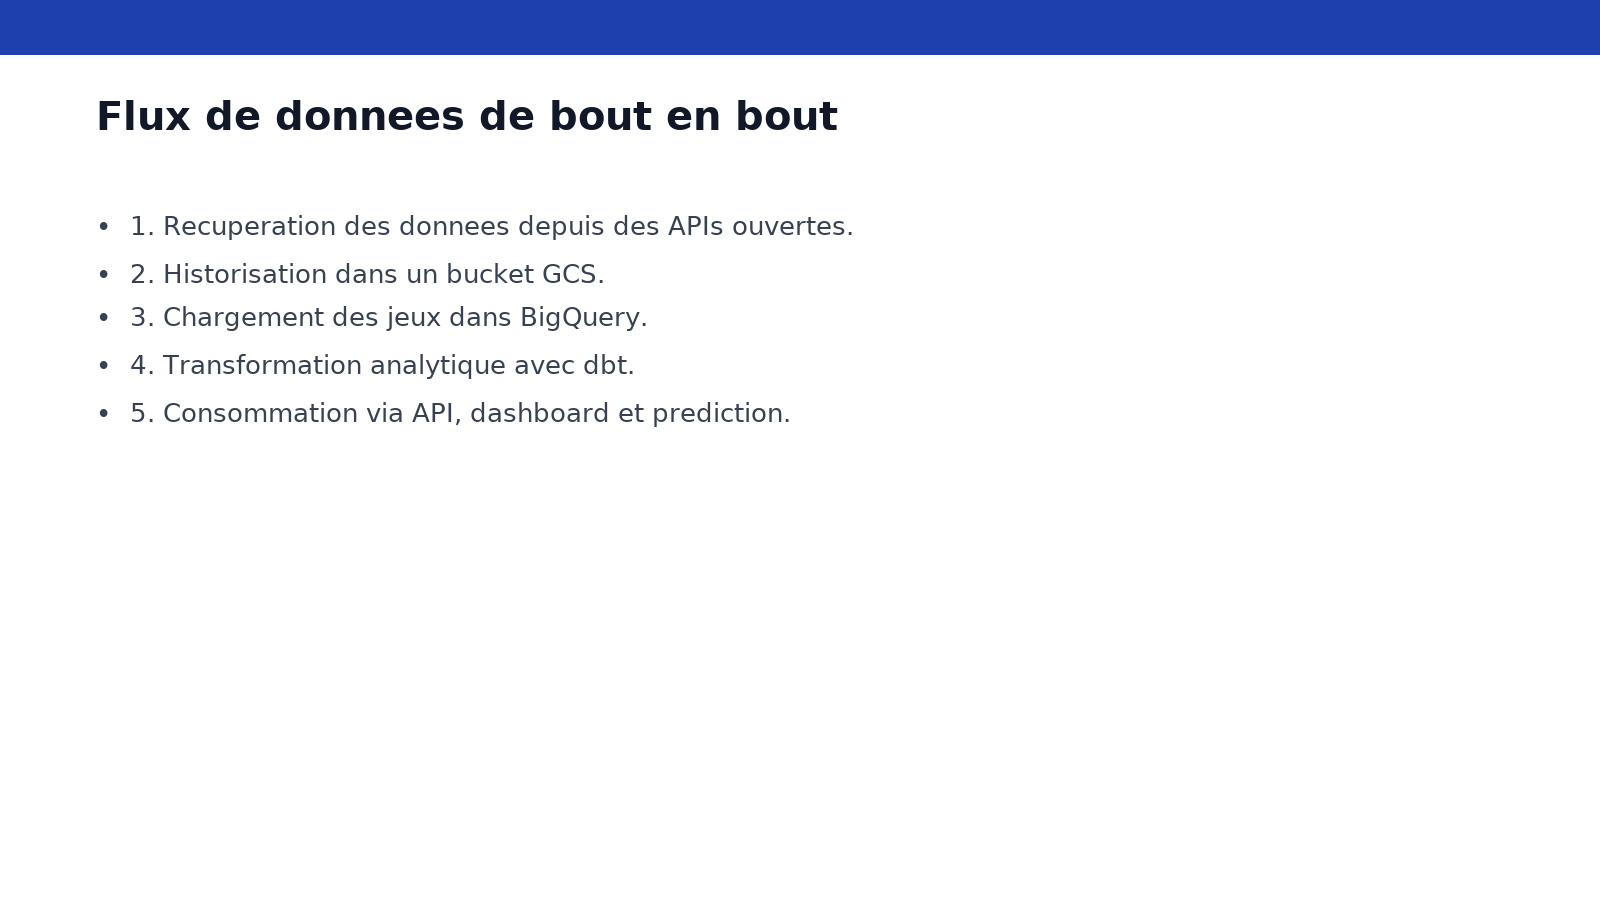 Flux de donnees de bout en bout
• 1. Recuperation des donnees depuis des APIs ouvertes.
• 2. Historisation dans un bucket GCS.
• 3. Chargement des jeux dans BigQuery.
• 4. Transformation analytique avec dbt.
• 5. Consommation via API, dashboard et prediction.